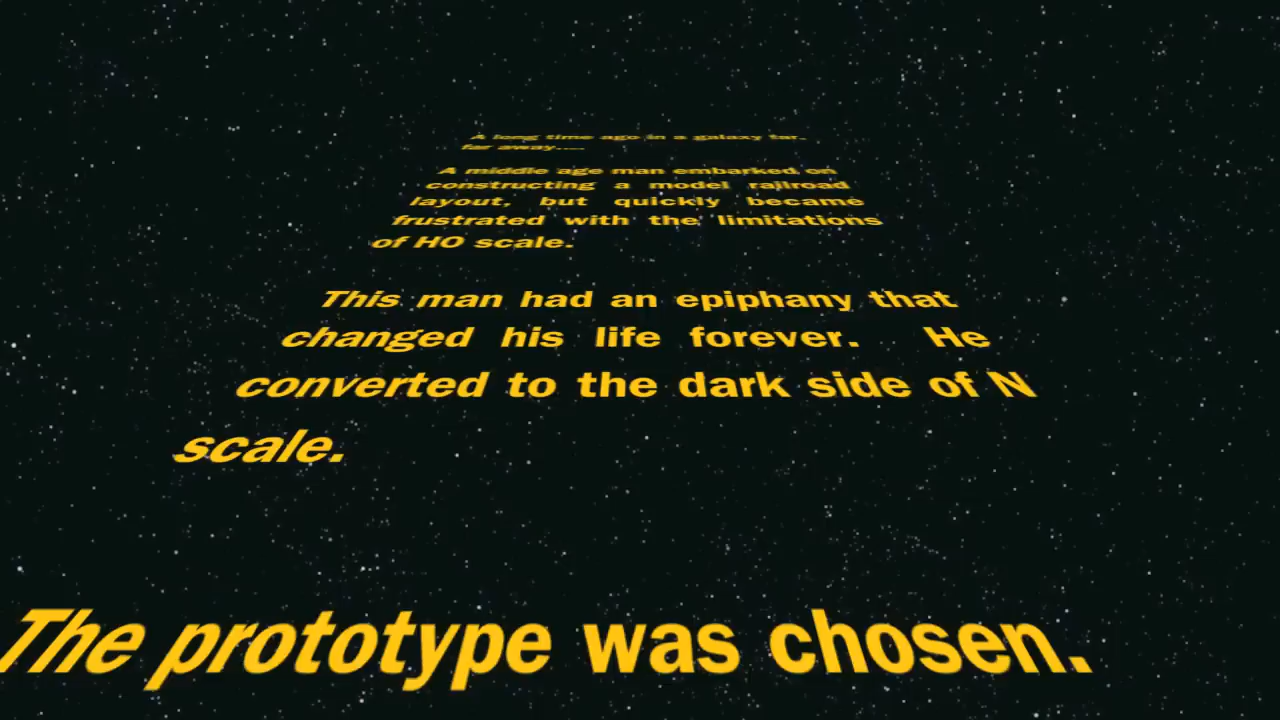 A long time ago in a galaxy far,
far away....
A middle age man embarked on
constructing a model railroad
layout, but quickly became
frustrated with the limitations
of HO scale.
This man had an epiphany that
changed his life forever. He
converted to the dark side of N
scale.
The prototype was chosen.